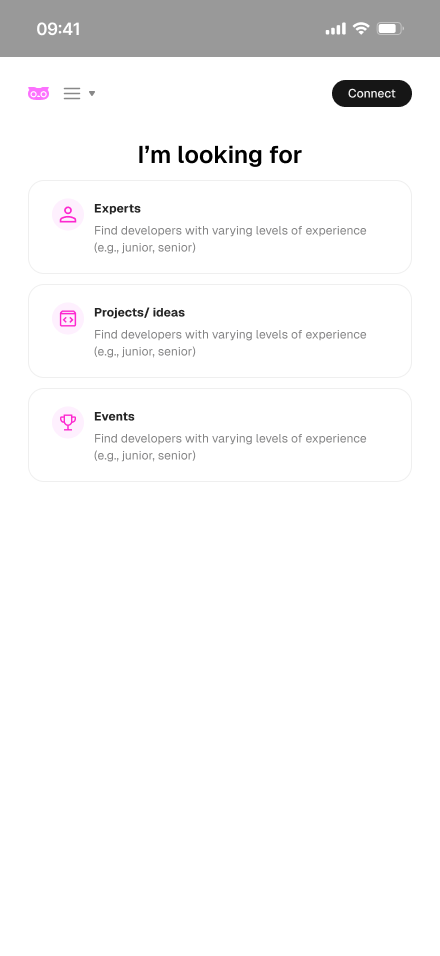 09:41
Connect
I’m looking for
Experts
Find developers with varying levels of experience
(e.g., junior, senior)
Projects/ ideas
Find developers with varying levels of experience
(e.g., junior, senior)
Events
Find developers with varying levels of experience
(e.g., junior, senior)